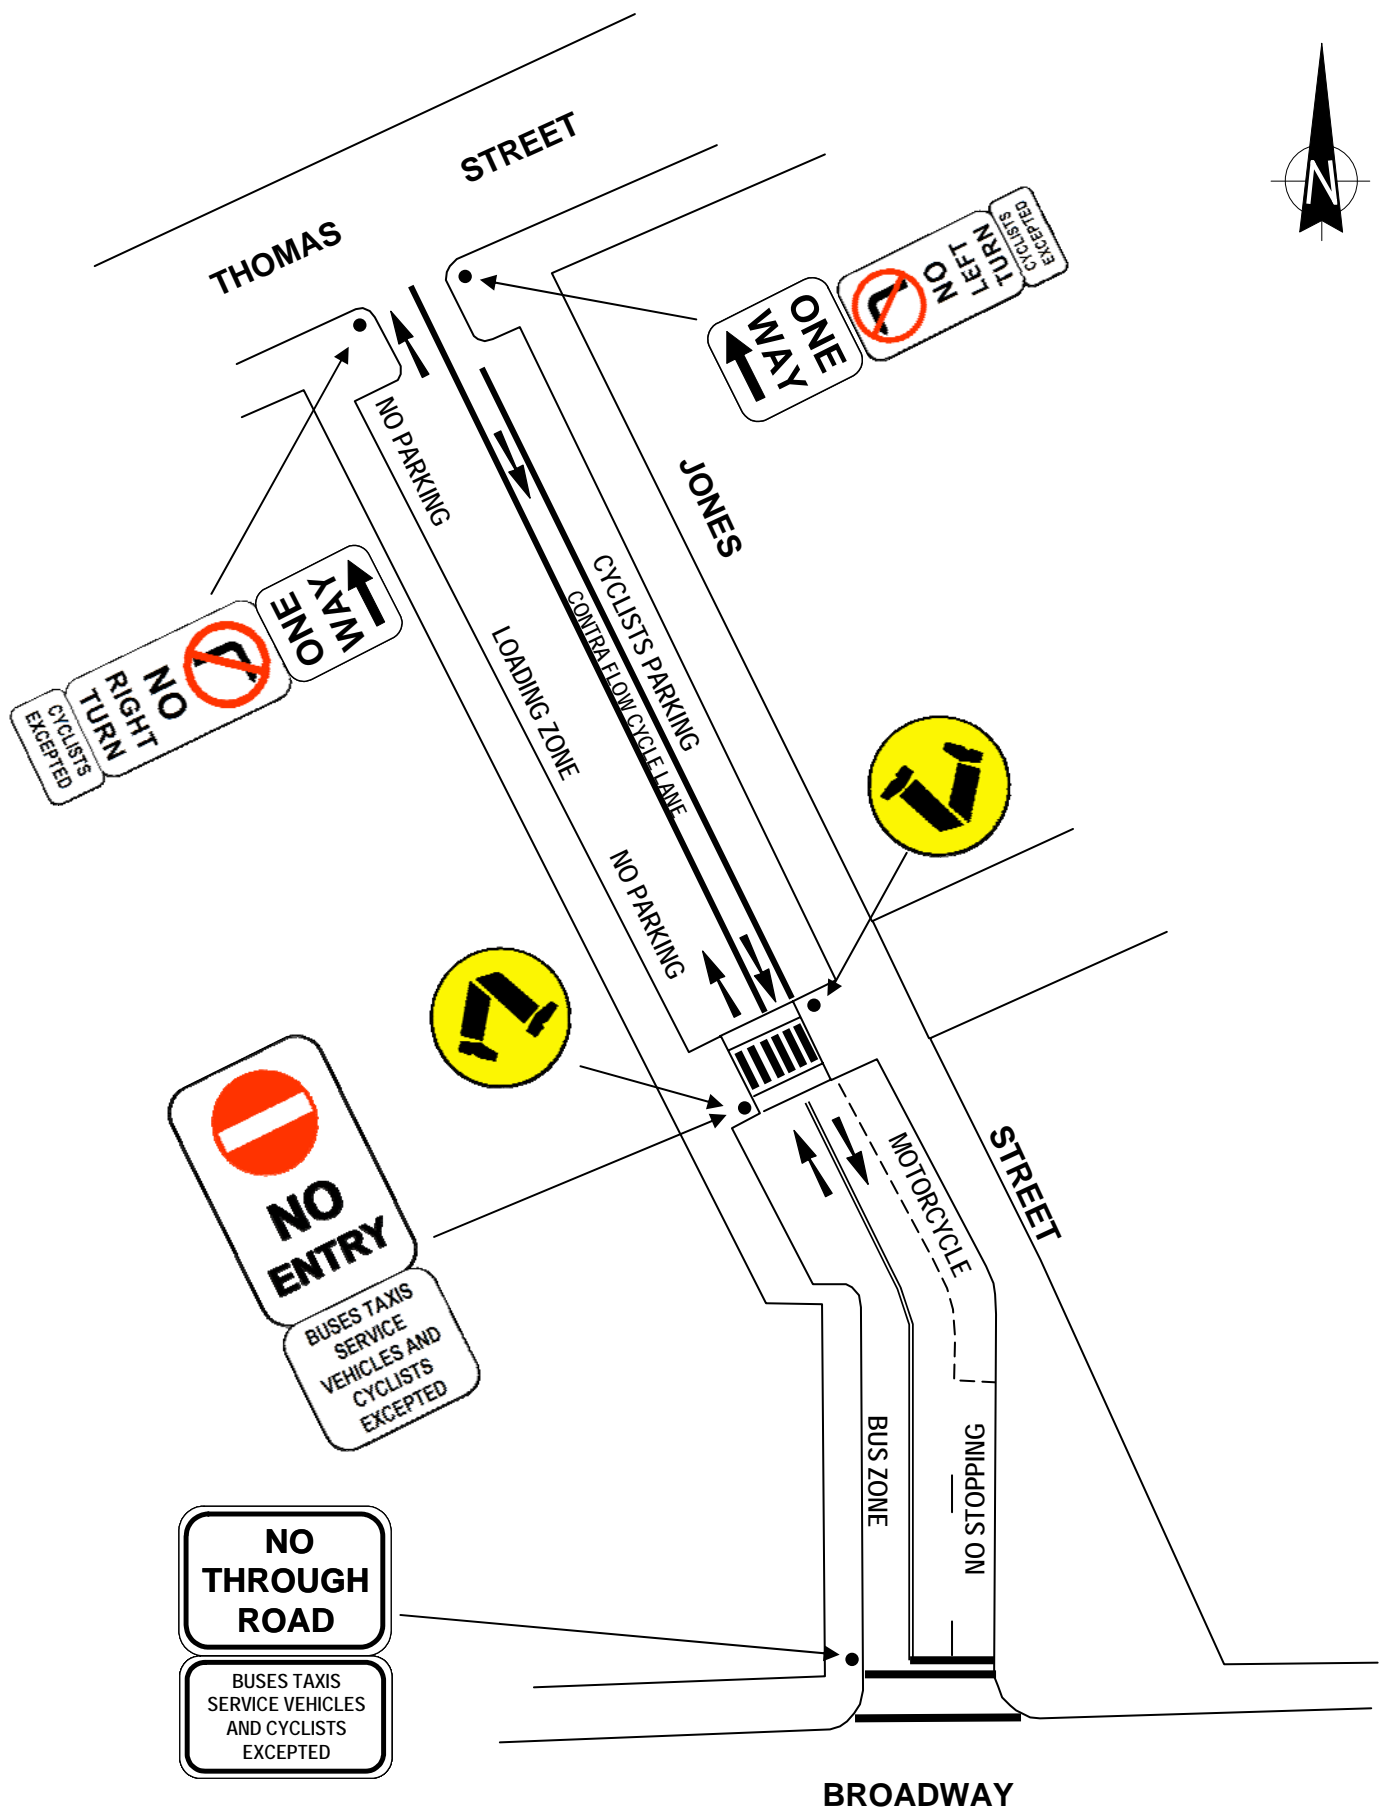 THOMAS
STREET
N
ONE
WAY
NO
LEFT
TURN
CYCLISTS
EXCEPTED
NO PARKING
JONES
ONE
WAY
NO
RIGHT
TURN
CYCLISTS
EXCEPTED
LOADING ZONE
CYCLISTS PARKING
CONTRA FLOW CYCLE LANE
NO PARKING
NO
ENTRY
BUSES TAXIS
SERVICE
VEHICLES AND
CYCLISTS
EXCEPTED
MOTORCYCLE
STREET
BUS ZONE
NO STOPPING
NO
THROUGH
ROAD
BUSES TAXIS
SERVICE VEHICLES
AND CYCLISTS
EXCEPTED
BROADWAY